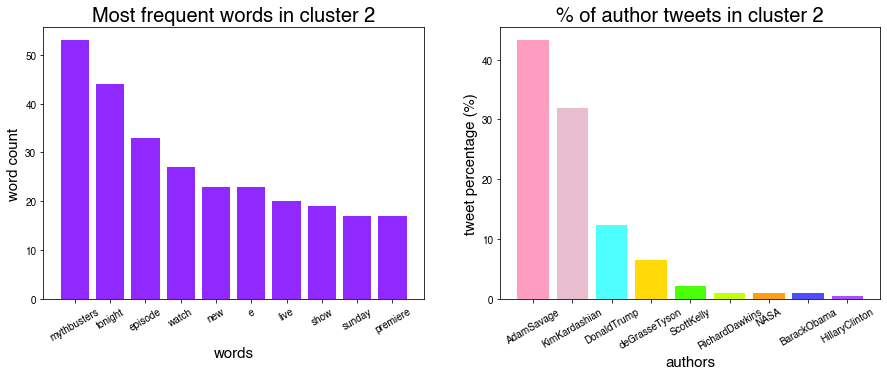 Most frequent words in cluster 2
word count
50
40
30
20
10
0
mythbusters
tonight
episode
watch
new
e
live
show
sunday
premiere
words
% of author tweets in cluster 2
tweet percentage (%)
40
30
20
10
0
AdamSavage
KimKardashian
DonaldTrump
deGrasseTyson
ScottKelly
RichardDawkins
NASA
BarackObama
HillaryClinton
authors